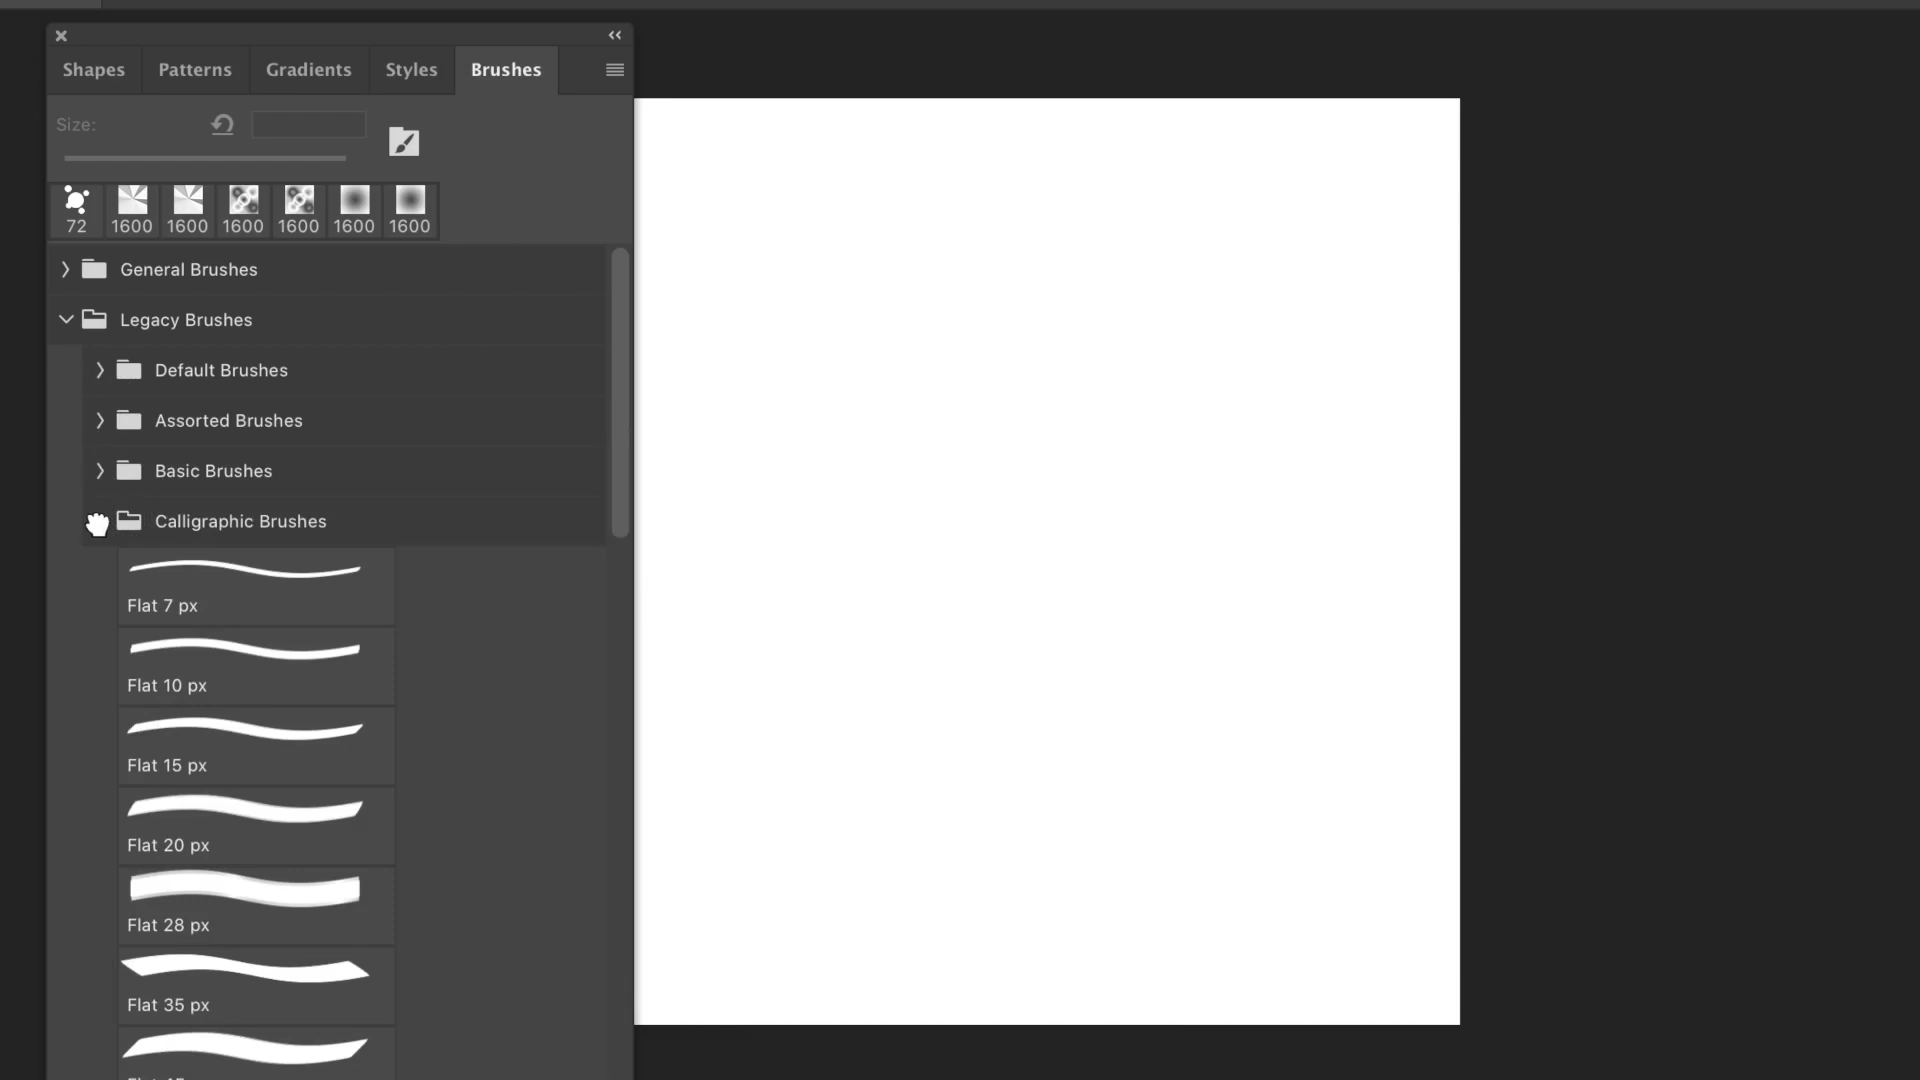 Shapes Patterns Gradients Styles Brushes
Size:
72 1600 1600 1600 1600 1600 1600
General Brushes
Legacy Brushes
Default Brushes
Assorted Brushes
Basic Brushes
Calligraphic Brushes
Flat 7 px
Flat 10 px
Flat 15 px
Flat 20 px
Flat 28 px
Flat 35 px